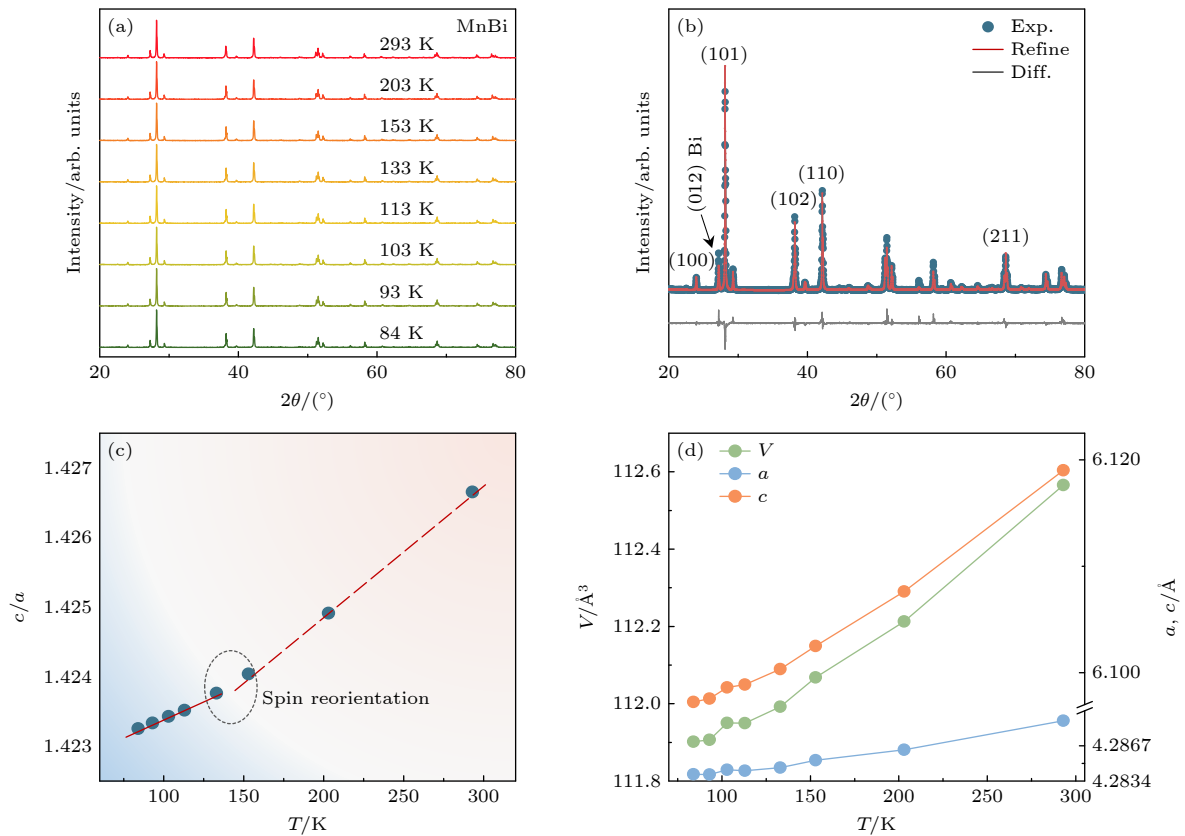 (a)
MnBi
293 K
203 K
153 K
133 K
113 K
103 K
93 K
84 K
Intensity/arb. units
20 40 60 80
2θ/(°)
(b)
Exp.
Refine
Diff.
(101)
(012) Bi
(110)
(102)
(100)
(211)
Intensity/arb. units
20 40 60 80
2θ/(°)
(c)
1.427
1.426
1.425
1.424
1.423
c/a
Spin reorientation
100 150 200 250 300
T/K
(d)
V
a
c
112.6
112.4
112.2
112.0
111.8
V/Å³
6.120
6.100
4.2867
4.2834
a, c/Å
100 150 200 250 300
T/K